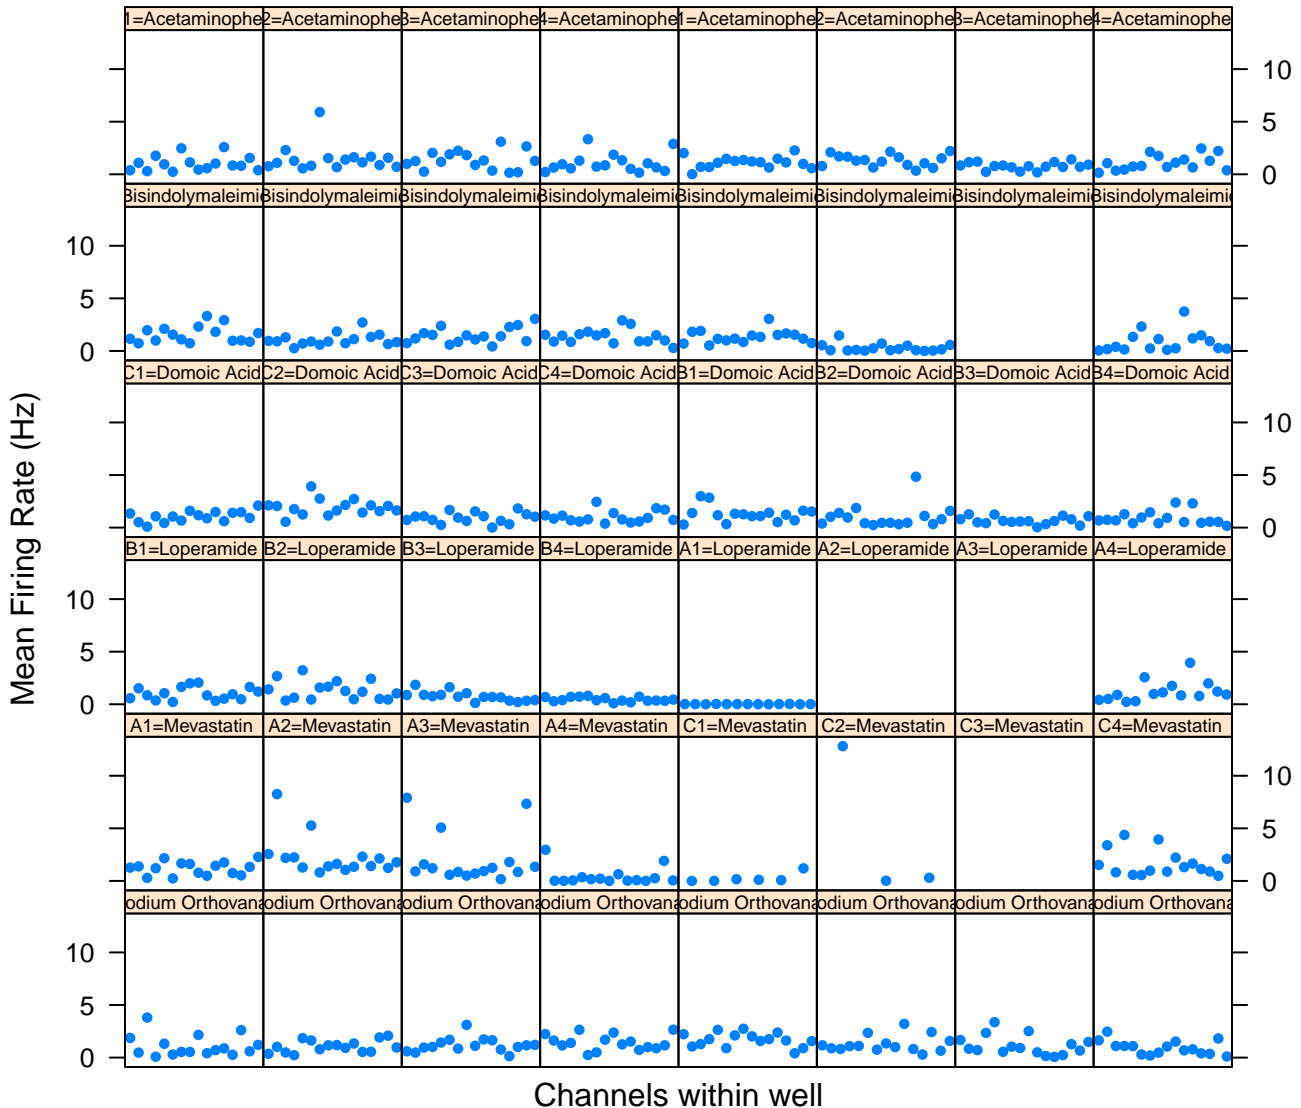 1=Acetaminophe 2=Acetaminophe 3=Acetaminophe 4=Acetaminophe 1=Acetaminophe 2=Acetaminophe 3=Acetaminophe 4=Acetaminophe
10
5
0
Bisindolymaleimi Bisindolymaleimi Bisindolymaleimi Bisindolymaleimi Bisindolymaleimi Bisindolymaleimi Bisindolymaleimi Bisindolymaleimi
10
5
0
C1=Domoic Acid C2=Domoic Acid C3=Domoic Acid C4=Domoic Acid B1=Domoic Acid B2=Domoic Acid B3=Domoic Acid B4=Domoic Acid
10
5
0
B1=Loperamide B2=Loperamide B3=Loperamide B4=Loperamide A1=Loperamide A2=Loperamide A3=Loperamide A4=Loperamide
10
5
0
A1=Mevastatin A2=Mevastatin A3=Mevastatin A4=Mevastatin C1=Mevastatin C2=Mevastatin C3=Mevastatin C4=Mevastatin
10
5
0
odium Orthovana odium Orthovana odium Orthovana odium Orthovana odium Orthovana odium Orthovana odium Orthovana odium Orthovana
10
5
0
Mean Firing Rate (Hz)
Channels within well